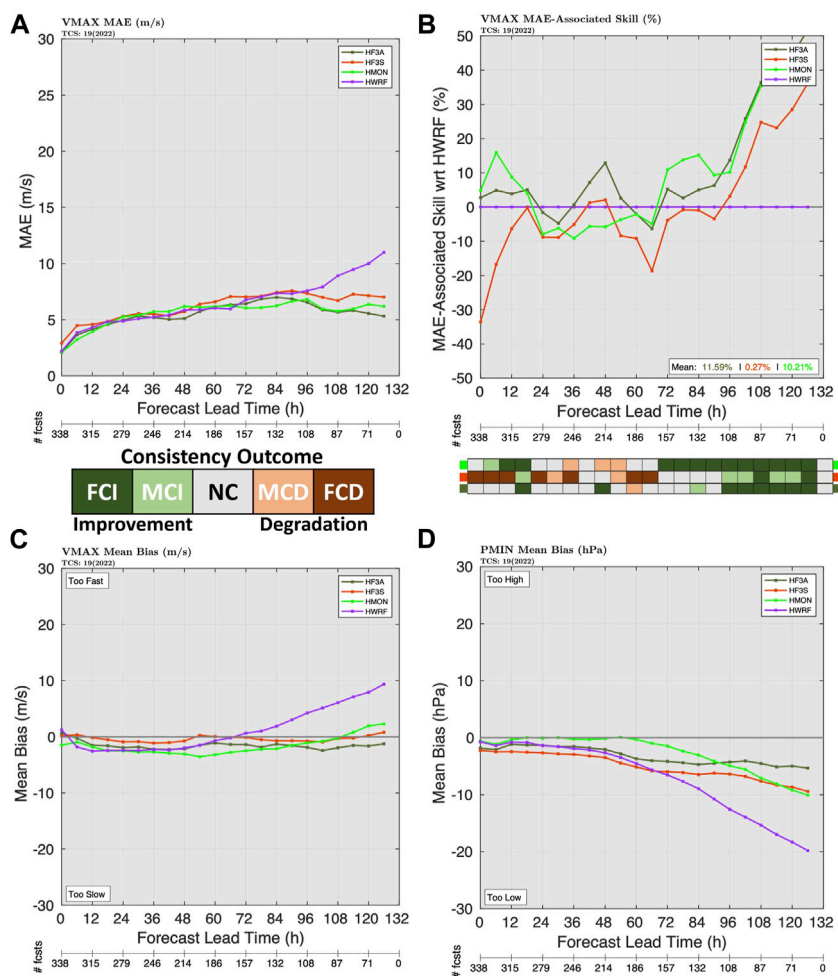 A
VMAX MAE (m/s)
TCS: 19(2022)
HF3A
HF3S
HMON
HWRF
MAE (m/s)
30
25
20
15
10
5
0
0 12 24 36 48 60 72 84 96 108 120 132
Forecast Lead Time (h)
# fcsts
338 315 279 246 214 186 157 137 108 87 71 0
B
VMAX MAE-Associated Skill (%)
TCS: 19(2022)
HF3A
HF3S
HMON
HWRF
MAE-Associated Skill wrt HWRF (%)
50
40
30
20
10
0
-10
-20
-30
-40
-50
Mean: 11.59% | 0.27% | 10.21%
0 12 24 36 48 60 72 84 96 108 120 132
Forecast Lead Time (h)
# fcsts
338 315 279 246 214 186 157 137 108 87 71 0
Consistency Outcome
FCI MCI NC MCD FCD
Improvement Degradation
C
VMAX Mean Bias (m/s)
TCS: 19(2022)
Too Fast
HF3A
HF3S
HMON
HWRF
Mean Bias (m/s)
30
20
10
0
-10
-20
-30
Too Slow
0 12 24 36 48 60 72 84 96 108 120 132
Forecast Lead Time (h)
# fcsts
338 315 279 246 214 186 157 137 108 87 71 0
D
PMIN Mean Bias (hPa)
TCS: 19(2022)
Too High
HF3A
HF3S
HMON
HWRF
Mean Bias (hPa)
30
20
10
0
-10
-20
-30
Too Low
0 12 24 36 48 60 72 84 96 108 120 132
Forecast Lead Time (h)
# fcsts
338 315 279 246 214 186 157 137 108 87 71 0